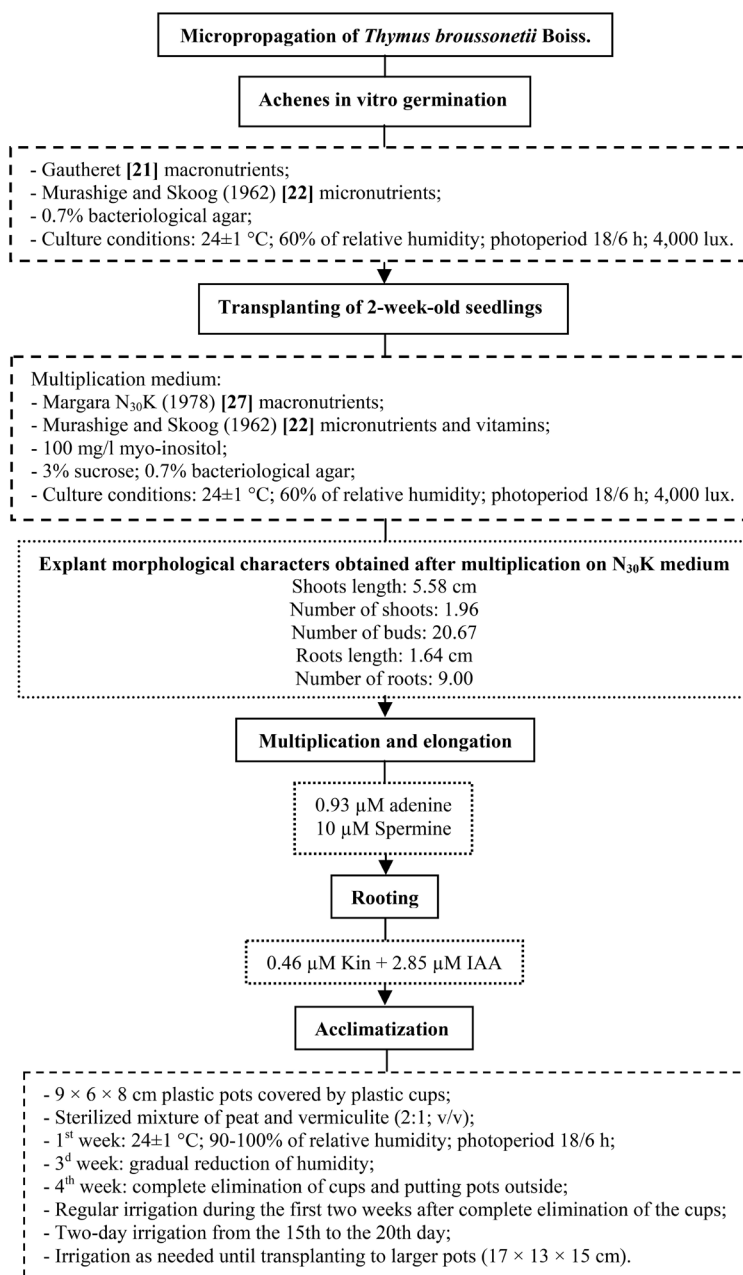 Micropropagation of Thymus broussonetii Boiss.
Achenes in vitro germination
- Gautheret [21] macronutrients;
- Murashige and Skoog (1962) [22] micronutrients;
- 0.7% bacteriological agar;
- Culture conditions: 24±1 °C; 60% of relative humidity; photoperiod 18/6 h; 4,000 lux.
Transplanting of 2-week-old seedlings
Multiplication medium:
- Margara N₃₀K (1978) [27] macronutrients;
- Murashige and Skoog (1962) [22] micronutrients and vitamins;
- 100 mg/l myo-inositol;
- 3% sucrose; 0.7% bacteriological agar;
- Culture conditions: 24±1 °C; 60% of relative humidity; photoperiod 18/6 h; 4,000 lux.
Explant morphological characters obtained after multiplication on N₃₀K medium
Shoots length: 5.58 cm
Number of shoots: 1.96
Number of buds: 20.67
Roots length: 1.64 cm
Number of roots: 9.00
Multiplication and elongation
0.93 µM adenine
10 µM Spermine
Rooting
0.46 µM Kin + 2.85 µM IAA
Acclimatization
- 9 × 6 × 8 cm plastic pots covered by plastic cups;
- Sterilized mixture of peat and vermiculite (2:1; v/v);
- 1ˢᵗ week: 24±1 °C; 90-100% of relative humidity; photoperiod 18/6 h;
- 3ᵈ week: gradual reduction of humidity;
- 4ᵗʰ week: complete elimination of cups and putting pots outside;
- Regular irrigation during the first two weeks after complete elimination of the cups;
- Two-day irrigation from the 15th to the 20th day;
- Irrigation as needed until transplanting to larger pots (17 × 13 × 15 cm).